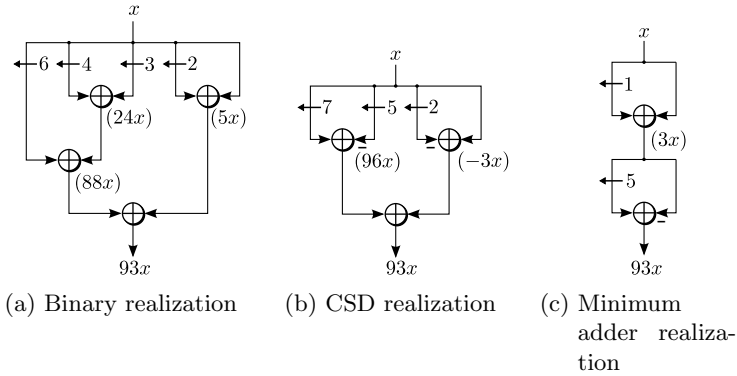 x
6
4
3
2
(24x)
(5x)
(88x)
93x
(a) Binary realization
x
7
5
2
(96x)
(−3x)
93x
(b) CSD realization
x
1
(3x)
5
93x
(c) Minimum
adder realiza-
tion